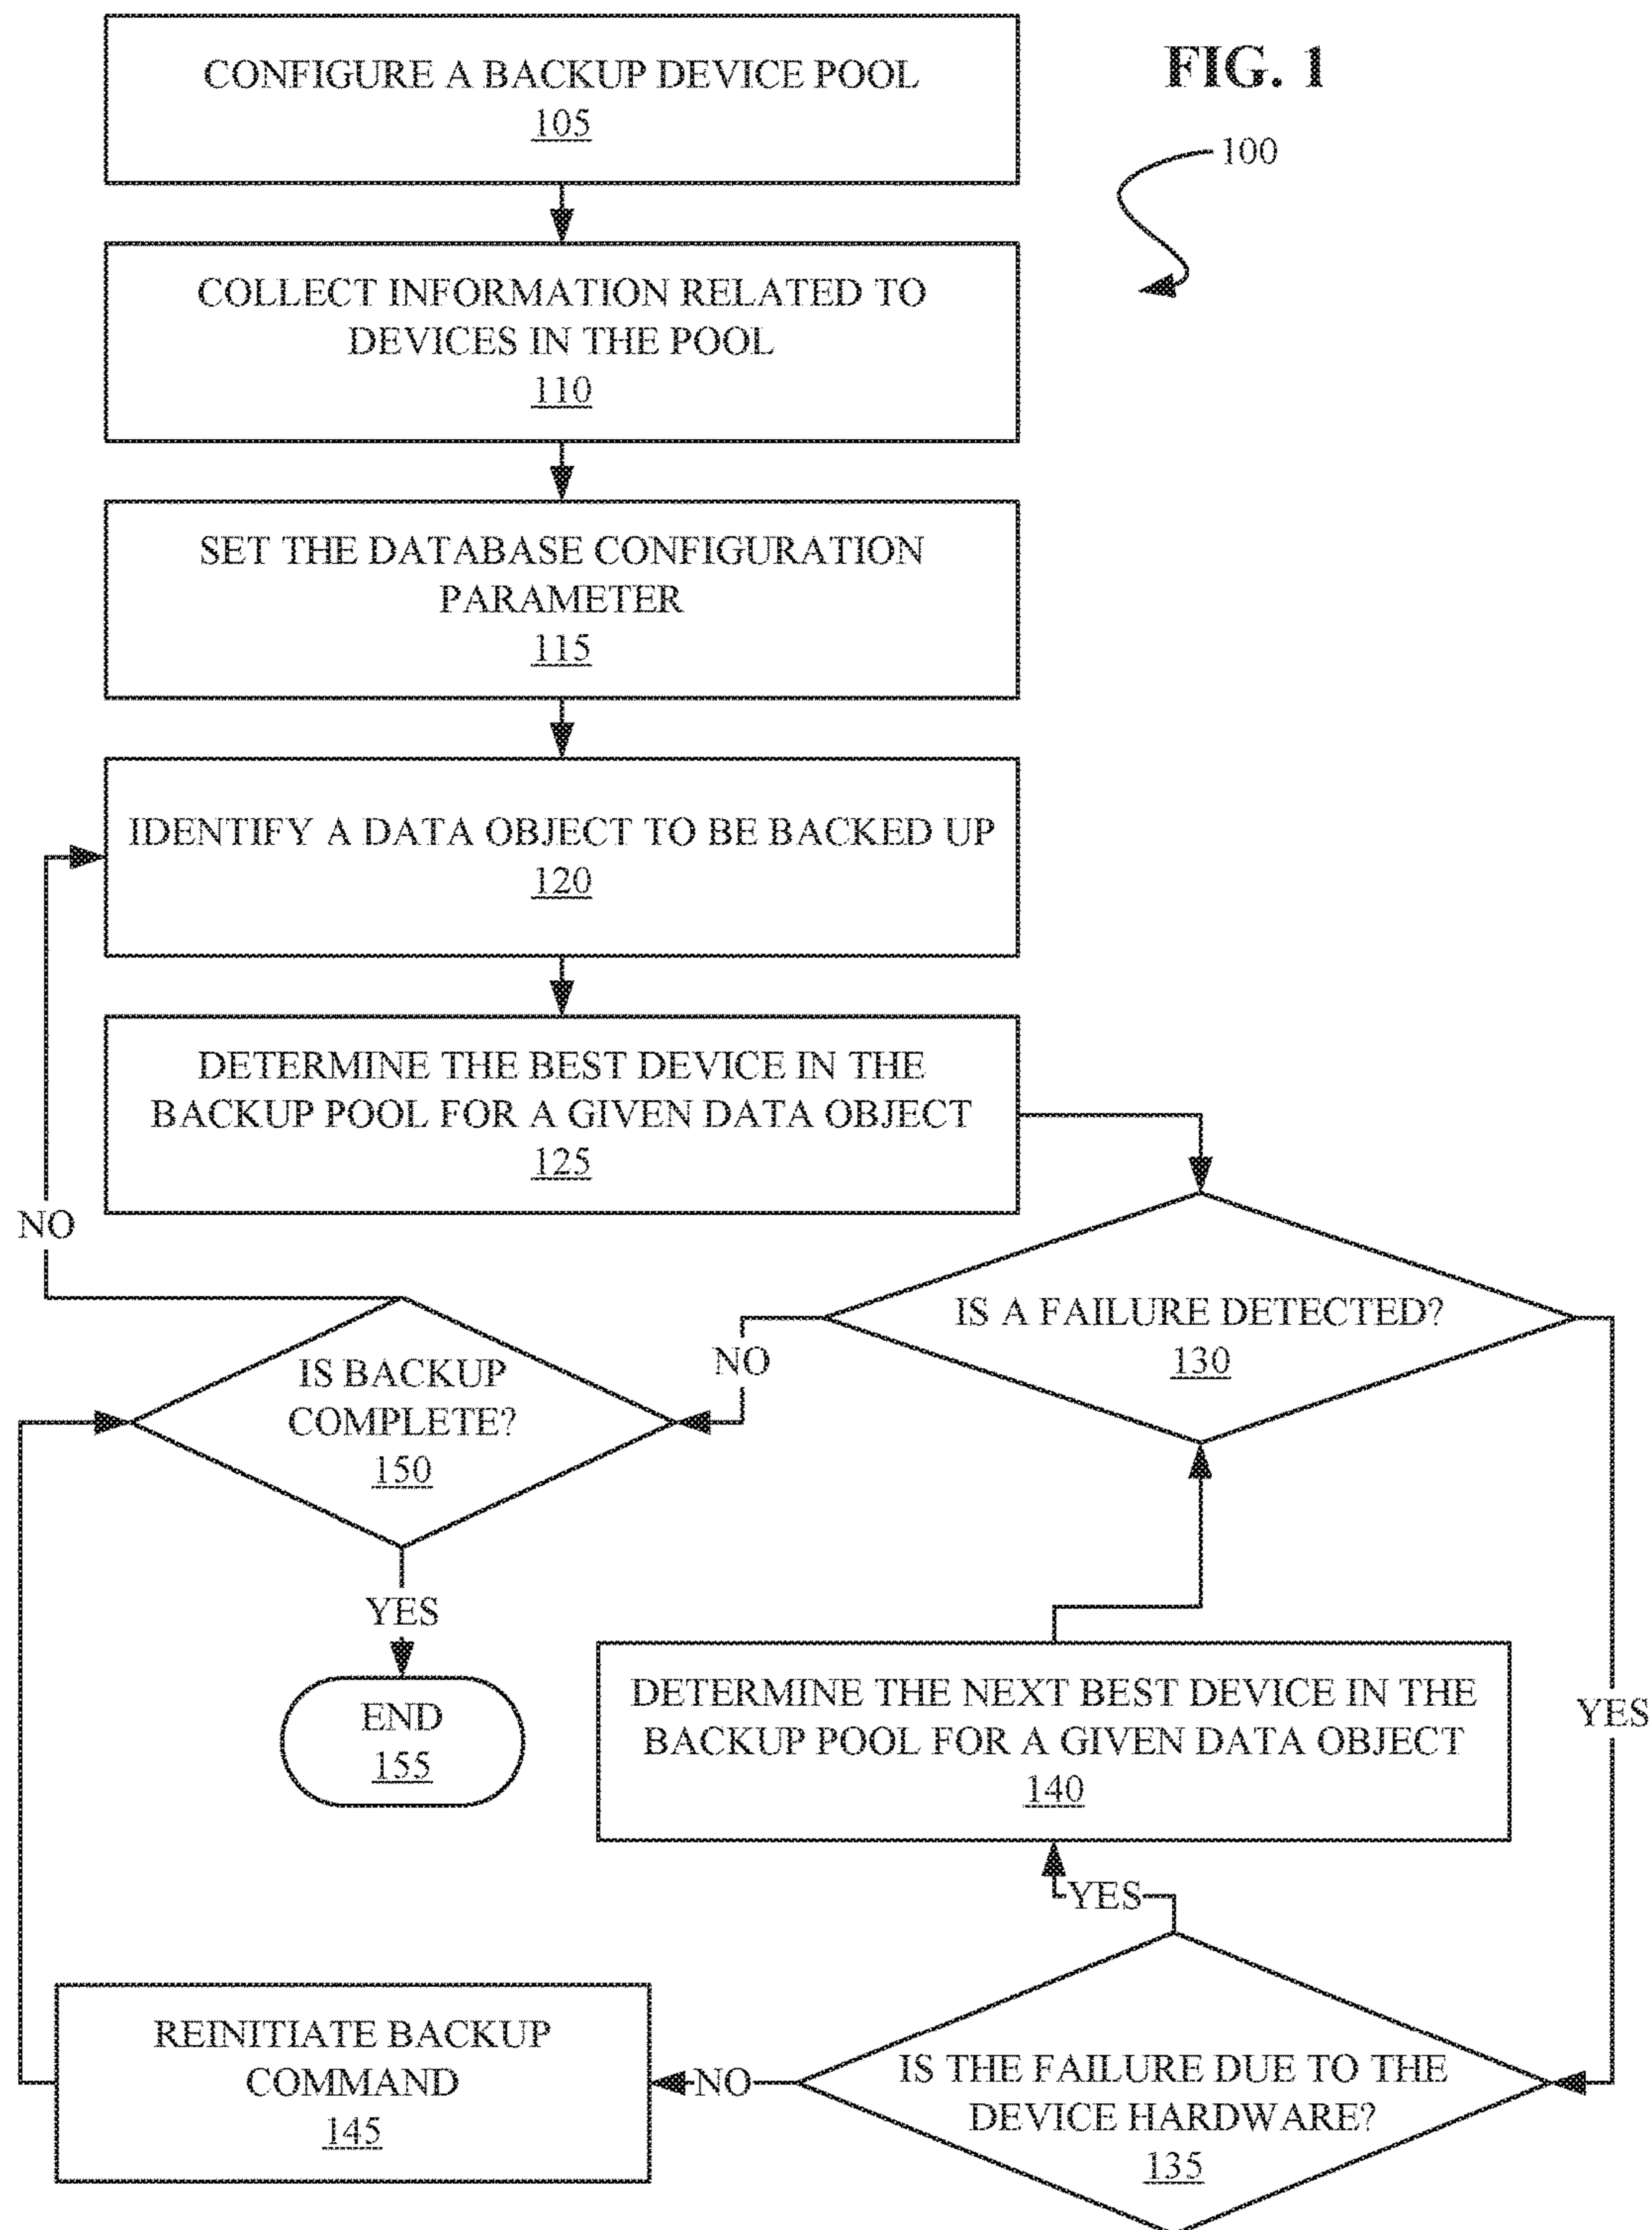 CONFIGURE A BACKUP DEVICE POOL
105
FIG. 1
100
COLLECT INFORMATION RELATED TO
DEVICES IN THE POOL
110
SET THE DATABASE CONFIGURATION
PARAMETER
115
IDENTIFY A DATA OBJECT TO BE BACKED UP
120
DETERMINE THE BEST DEVICE IN THE
BACKUP POOL FOR A GIVEN DATA OBJECT
125
NO
IS A FAILURE DETECTED?
130
NO
IS BACKUP
COMPLETE?
150
YES
END
155
DETERMINE THE NEXT BEST DEVICE IN THE
BACKUP POOL FOR A GIVEN DATA OBJECT
140
YES
YES
REINITIATE BACKUP
COMMAND
145
NO
IS THE FAILURE DUE TO THE
DEVICE HARDWARE?
135